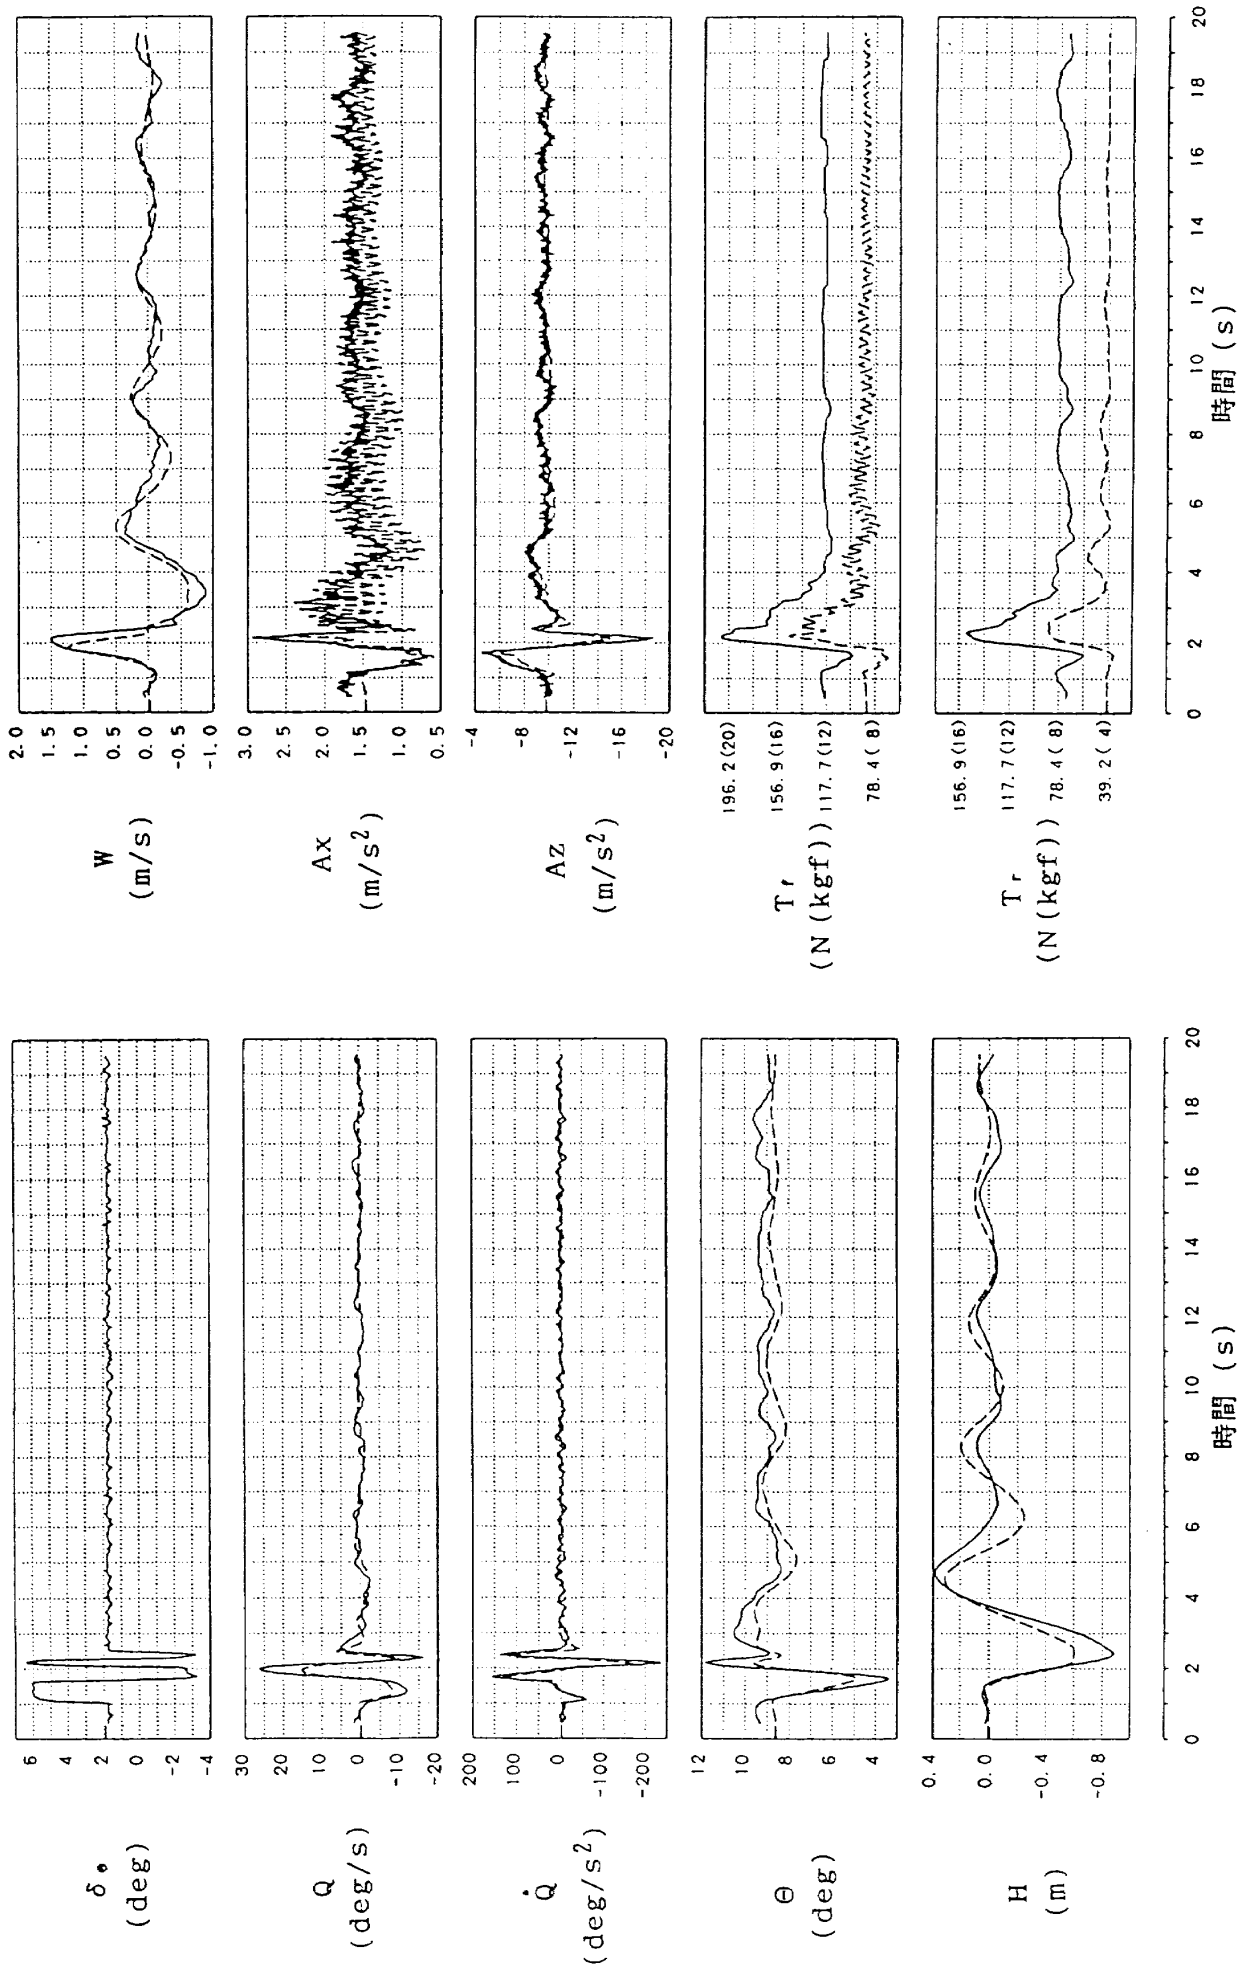 δe
(deg)
6
4
2
0
-2
-4
Q
(deg/s)
30
20
10
0
-10
-20
Q̇
(deg/s²)
100
0
-100
-200
Θ
(deg)
12
10
8
6
4
H
(m)
0.4
0.0
-0.4
-0.8
0 2 4 6 8 10 12 14 16 18 20
時間 (s)
W
(m/s)
2.0
1.5
1.0
0.5
0.0
-0.5
-1.0
Ax
(m/s²)
3.0
2.5
2.0
1.5
1.0
0.5
Az
(m/s²)
-4
-8
-12
-16
-20
Tf
(N(kgf))
196.2(20)
156.9(16)
117.7(12)
78.4(8)
Tr
(N(kgf))
156.9(16)
117.7(12)
78.4(8)
39.2(4)
0 2 4 6 8 10 12 14 16 18 20
時間 (s)